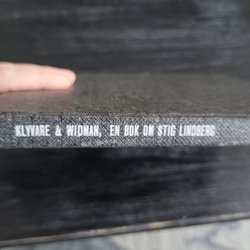 KLYVARE & WIDMAN, EN BOK OM STIG LINDBERG